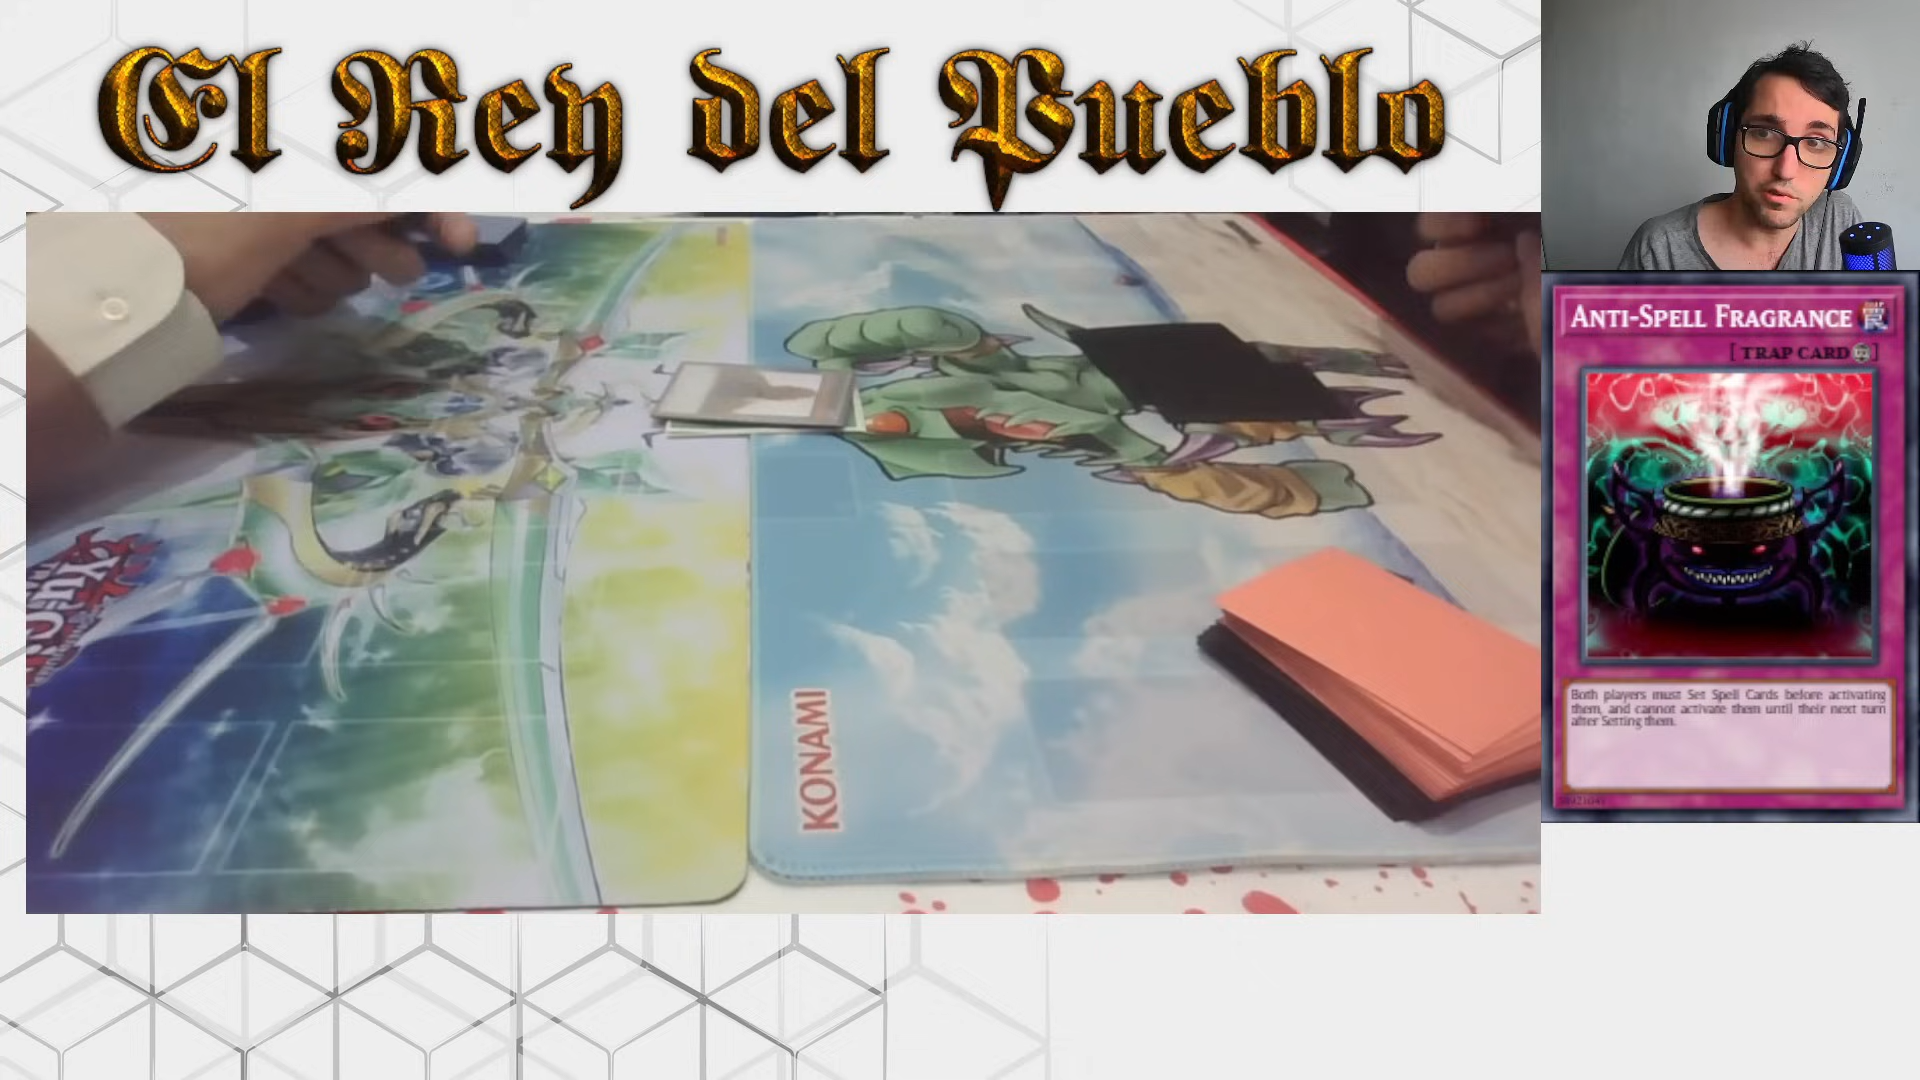 El Rey del Pueblo
ANTI-SPELL FRAGRANCE
[ TRAP CARD ]
Both players must Set Spell Cards before activating
them, and cannot activate them until their next turn
after Setting them.
KONAMI